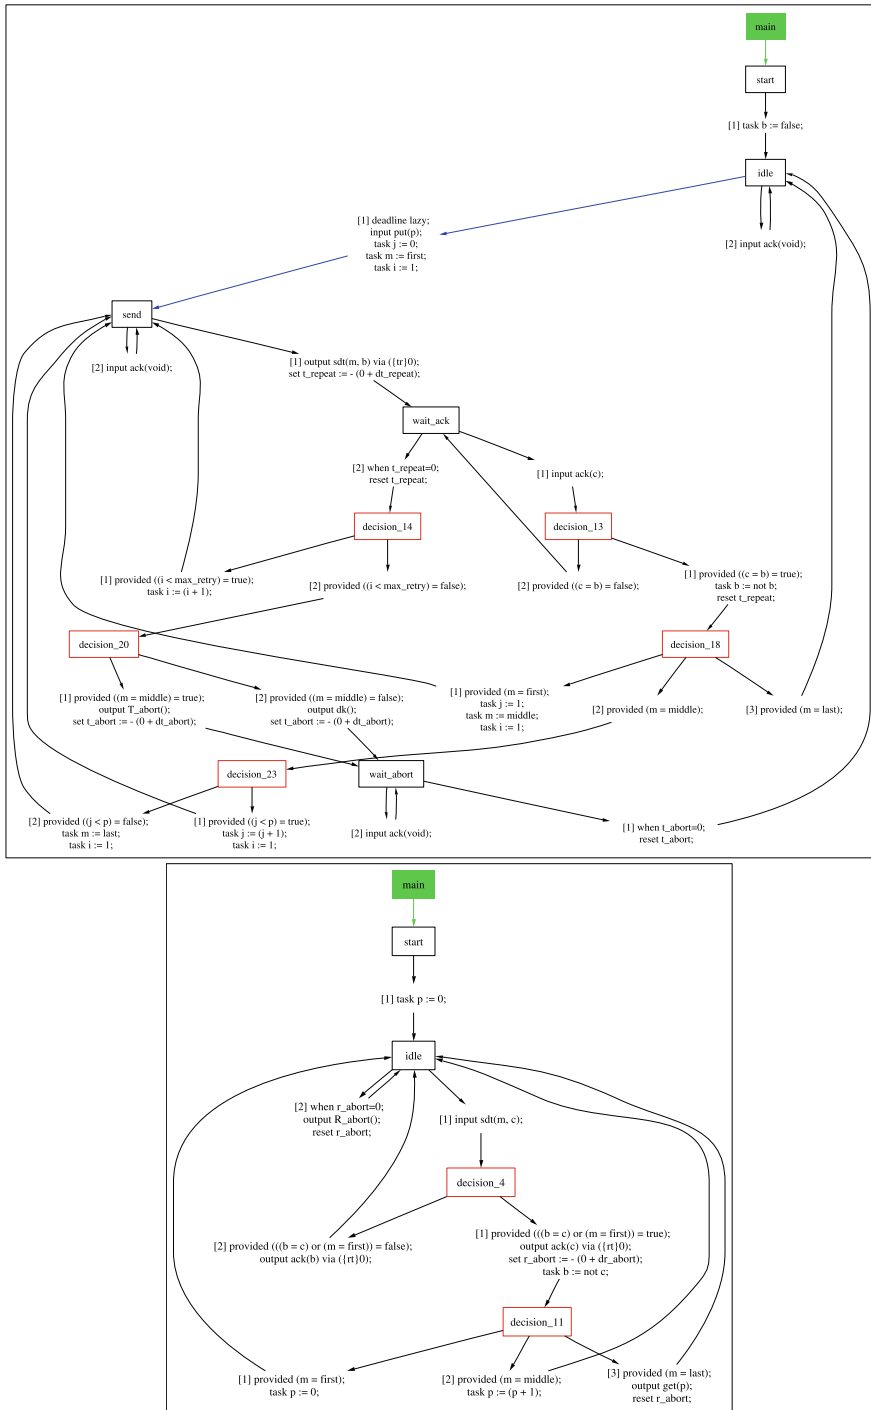 main
start
[1] task b := false;
idle
[1] deadline lazy;
input put(p);
task j := 0;
task m := first;
task i := 1;
[2] input ack(void);
send
[2] input ack(void);
[1] output sdt(m, b) via ({tr}0);
set t_repeat := - (0 + dt_repeat);
wait_ack
[2] when t_repeat=0;
reset t_repeat;
[1] input ack(c);
decision_14
decision_13
[1] provided ((i < max_retry) = true);
task i := (i + 1);
[2] provided ((i < max_retry) = false);
[2] provided ((c = b) = false);
[1] provided ((c = b) = true);
task b := not b;
reset t_repeat;
decision_20
decision_18
[1] provided ((m = middle) = true);
output T_abort();
set t_abort := - (0 + dt_abort);
[2] provided ((m = middle) = false);
output dk();
set t_abort := - (0 + dt_abort);
[1] provided (m = first);
task j := 1;
task m := middle;
task i := 1;
[2] provided (m = middle);
[3] provided (m = last);
decision_23
wait_abort
[2] provided ((j < p) = false);
task m := last;
task i := 1;
[1] provided ((j < p) = true);
task j := (j + 1);
task i := 1;
[2] input ack(void);
[1] when t_abort=0;
reset t_abort;
main
start
[1] task p := 0;
idle
[2] when r_abort=0;
output R_abort();
reset r_abort;
[1] input sdt(m, c);
decision_4
[2] provided (((b = c) or (m = first)) = false);
output ack(b) via ({rt}0);
[1] provided (((b = c) or (m = first)) = true);
output ack(c) via ({rt}0);
set r_abort := - (0 + dr_abort);
task b := not c;
decision_11
[1] provided (m = first);
task p := 0;
[2] provided (m = middle);
task p := (p + 1);
[3] provided (m = last);
output get(p);
reset r_abort;